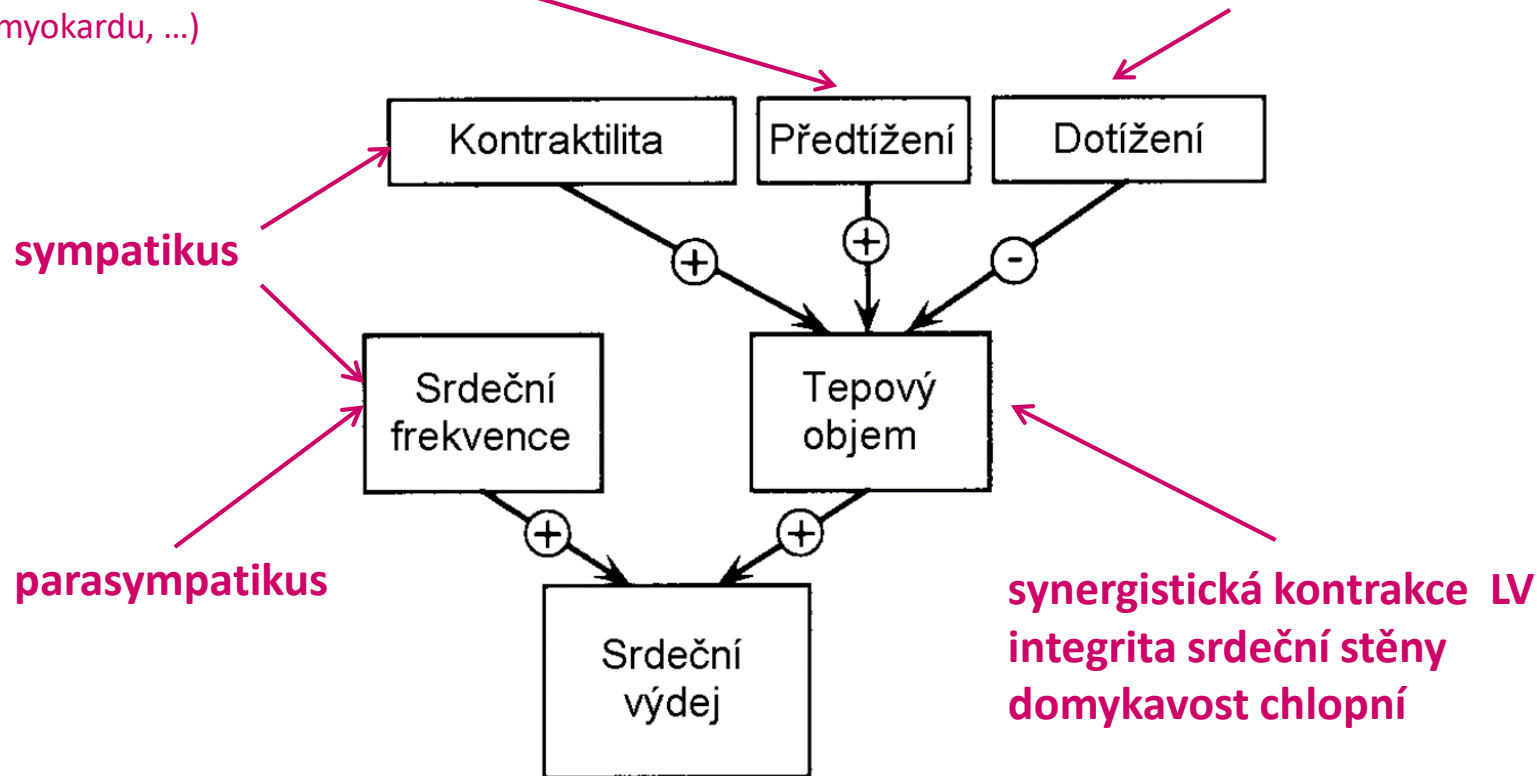 myokardu, ...)
Kontraktilita
Předtížení
Dotížení
sympatikus
+
+
-
Srdeční
frekvence
Tepový
objem
+
+
parasympatikus
synergistická kontrakce LV
integrita srdeční stěny
domykavost chlopní
Srdeční
výdej